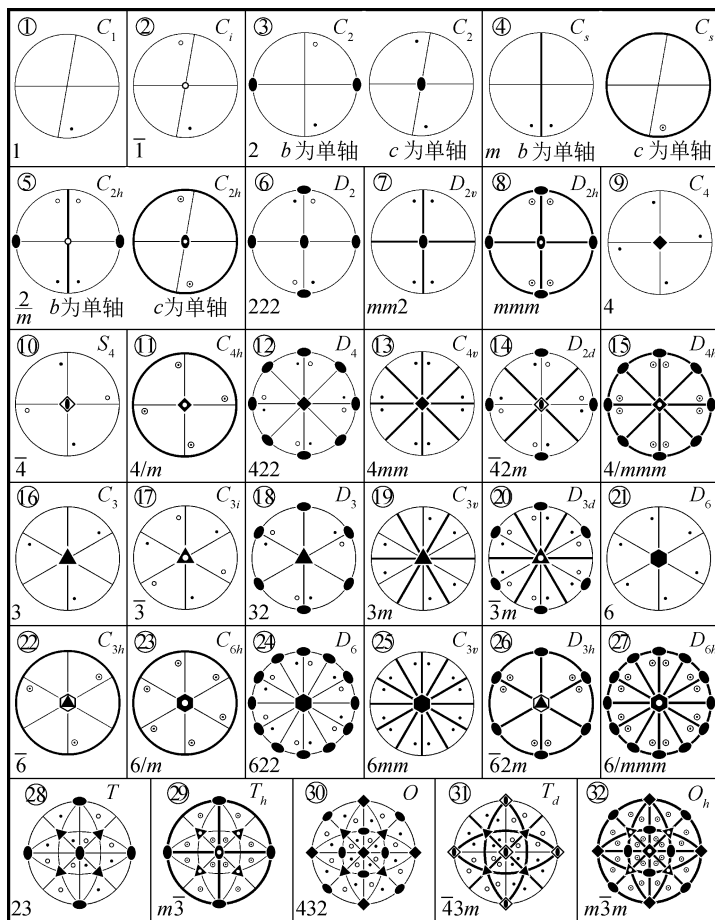 ① C₁ ② Cᵢ ③ C₂ C₂ ④ Cₛ Cₛ
1 1̅ 2 b为单轴 c为单轴 m b为单轴 c为单轴
⑤ C₂ₕ C₂ₕ ⑥ D₂ ⑦ D₂ᵥ ⑧ D₂ₕ ⑨ C₄
2/m b为单轴 c为单轴 222 mm2 mmm 4
⑩ S₄ ⑪ C₄ₕ ⑫ D₄ ⑬ C₄ᵥ ⑭ D₂d ⑮ D₄ₕ
4̅ 4/m 422 4mm 4̅2m 4/mmm
⑯ C₃ ⑰ C₃ᵢ ⑱ D₃ ⑲ C₃ᵥ ⑳ D₃d ㉑ D₆
3 3̅ 32 3m 3̅m 6
㉒ C₃ₕ ㉓ C₆ₕ ㉔ D₆ ㉕ C₃ᵥ ㉖ D₃ₕ ㉗ D₆ₕ
6̅ 6/m 622 6mm 6̅2m 6/mmm
㉘ T ㉙ Tₕ ㉚ O ㉛ Td ㉜ Oₕ
23 m3̅ 432 4̅3m m3̅m